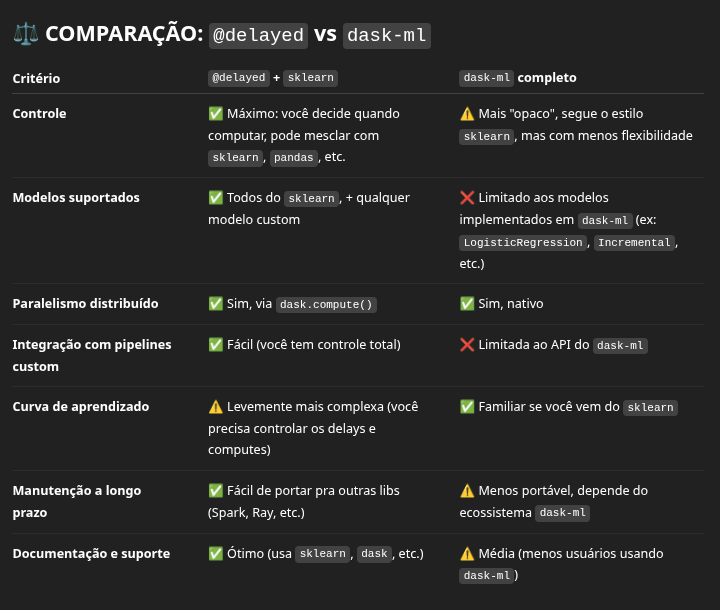 ⚖️ COMPARAÇÃO: @delayed vs dask-ml
Critério
@delayed + sklearn
dask-ml completo
Controle
✅ Máximo: você decide quando
computar, pode mesclar com
sklearn, pandas, etc.
⚠️ Mais "opaco", segue o estilo
sklearn, mas com menos flexibilidade
Modelos suportados
✅ Todos do sklearn, + qualquer
modelo custom
❌ Limitado aos modelos
implementados em dask-ml (ex:
LogisticRegression, Incremental,
etc.)
Paralelismo distribuído
✅ Sim, via dask.compute()
✅ Sim, nativo
Integração com pipelines
custom
✅ Fácil (você tem controle total)
❌ Limitada ao API do dask-ml
Curva de aprendizado
⚠️ Levemente mais complexa (você
precisa controlar os delays e
computes)
✅ Familiar se você vem do sklearn
Manutenção a longo
prazo
✅ Fácil de portar pra outras libs
(Spark, Ray, etc.)
⚠️ Menos portável, depende do
ecossistema dask-ml
Documentação e suporte
✅ Ótimo (usa sklearn, dask, etc.)
⚠️ Média (menos usuários usando
dask-ml)